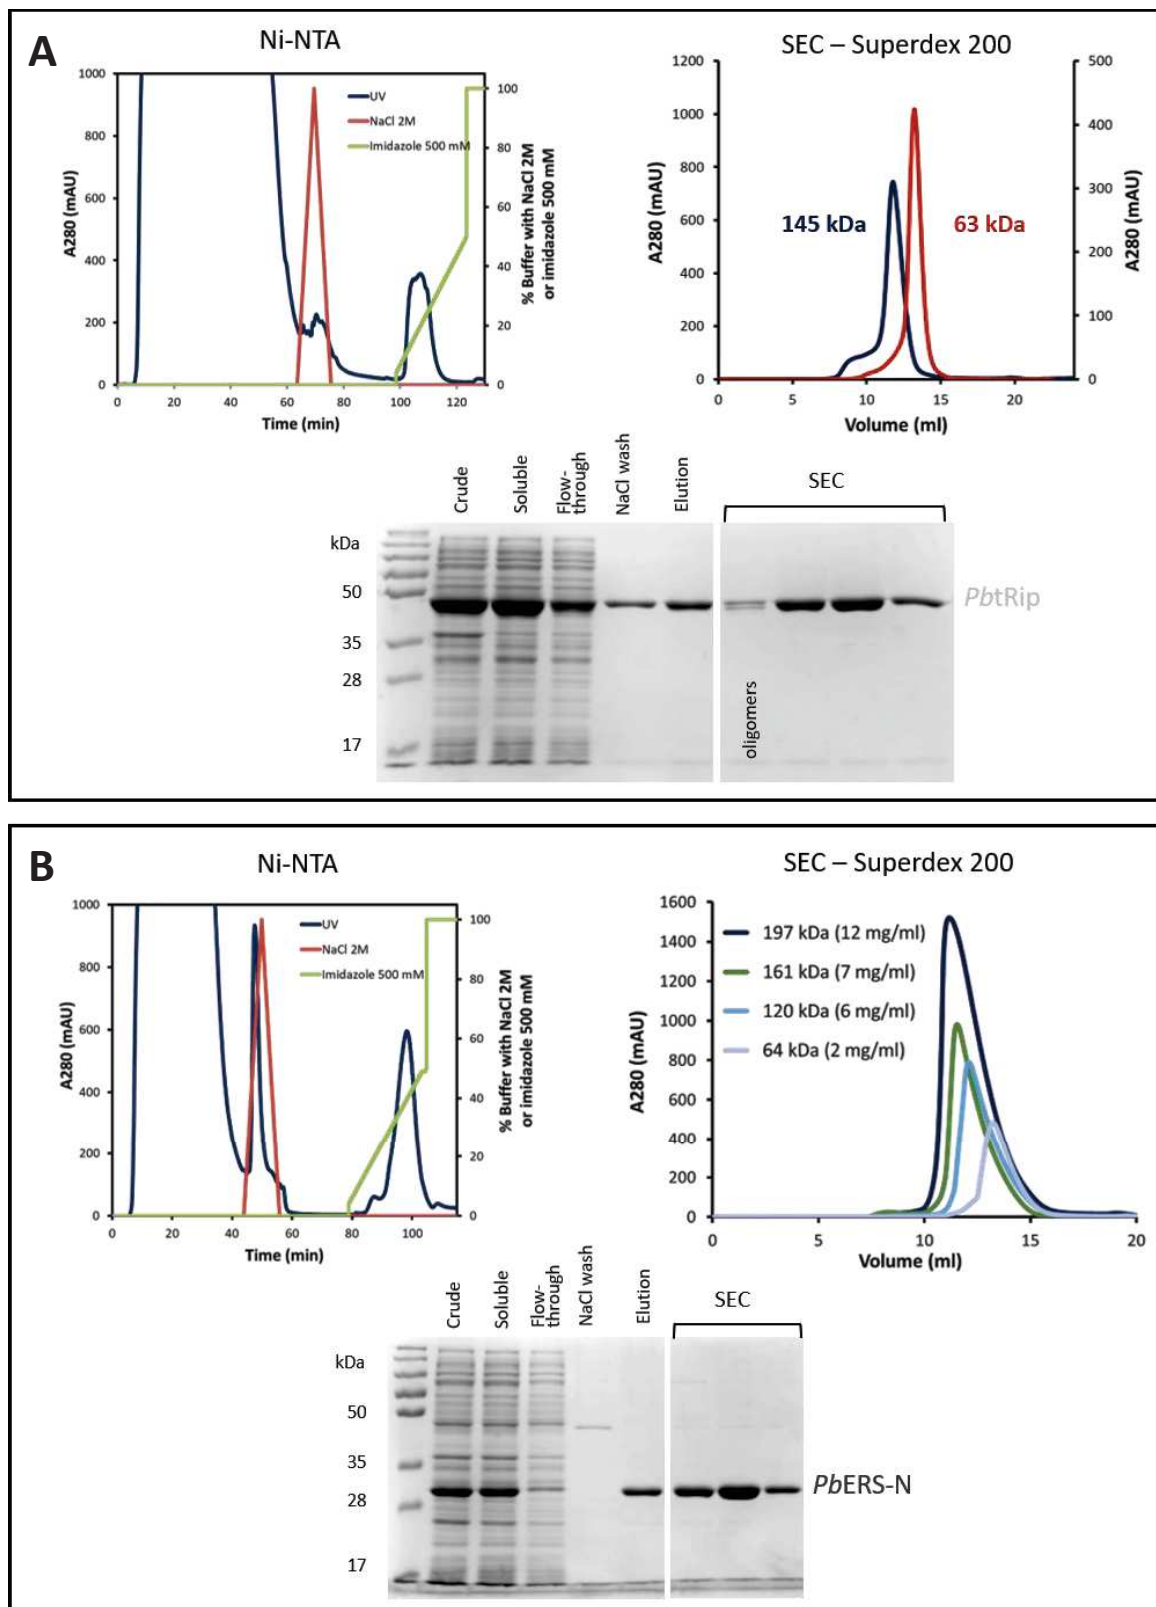 A
Ni-NTA
UV
NaCl 2M
Imidazole 500 mM
1000
800
600
400
200
0
100
80
60
40
20
0
0 20 40 60 80 100 120
A280 (mAU)
% Buffer with NaCl 2M
or imidazole 500 mM
Time (min)
SEC – Superdex 200
1200
1000
800
600
400
200
0
500
400
300
200
100
0
145 kDa
63 kDa
0 5 10 15 20
A280 (mAU)
A280 (mAU)
Volume (ml)
Crude
Soluble
Flow-
through
NaCl wash
Elution
SEC
kDa
50
35
28
17
oligomers
PbtRip
B
Ni-NTA
UV
NaCl 2M
Imidazole 500 mM
1000
800
600
400
200
0
100
80
60
40
20
0
0 20 40 60 80 100
A280 (mAU)
% Buffer with NaCl 2M
or imidazole 500 mM
Time (min)
SEC – Superdex 200
1600
1400
1200
1000
800
600
400
200
0
197 kDa (12 mg/ml)
161 kDa (7 mg/ml)
120 kDa (6 mg/ml)
64 kDa (2 mg/ml)
0 5 10 15 20
A280 (mAU)
Volume (ml)
Crude
Soluble
Flow-
through
NaCl wash
Elution
SEC
kDa
50
35
28
17
PbERS-N